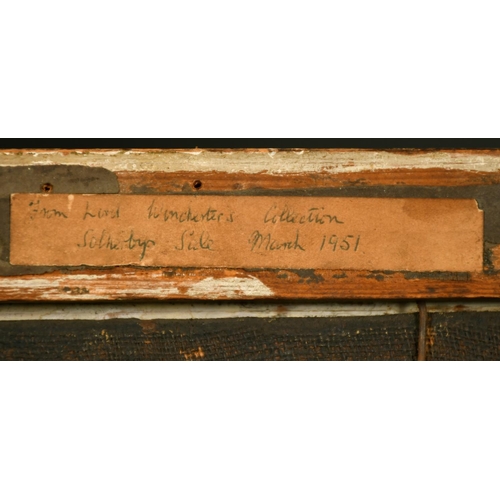 From Lord Winchester's Collection
Sotheby's Sale March 1951